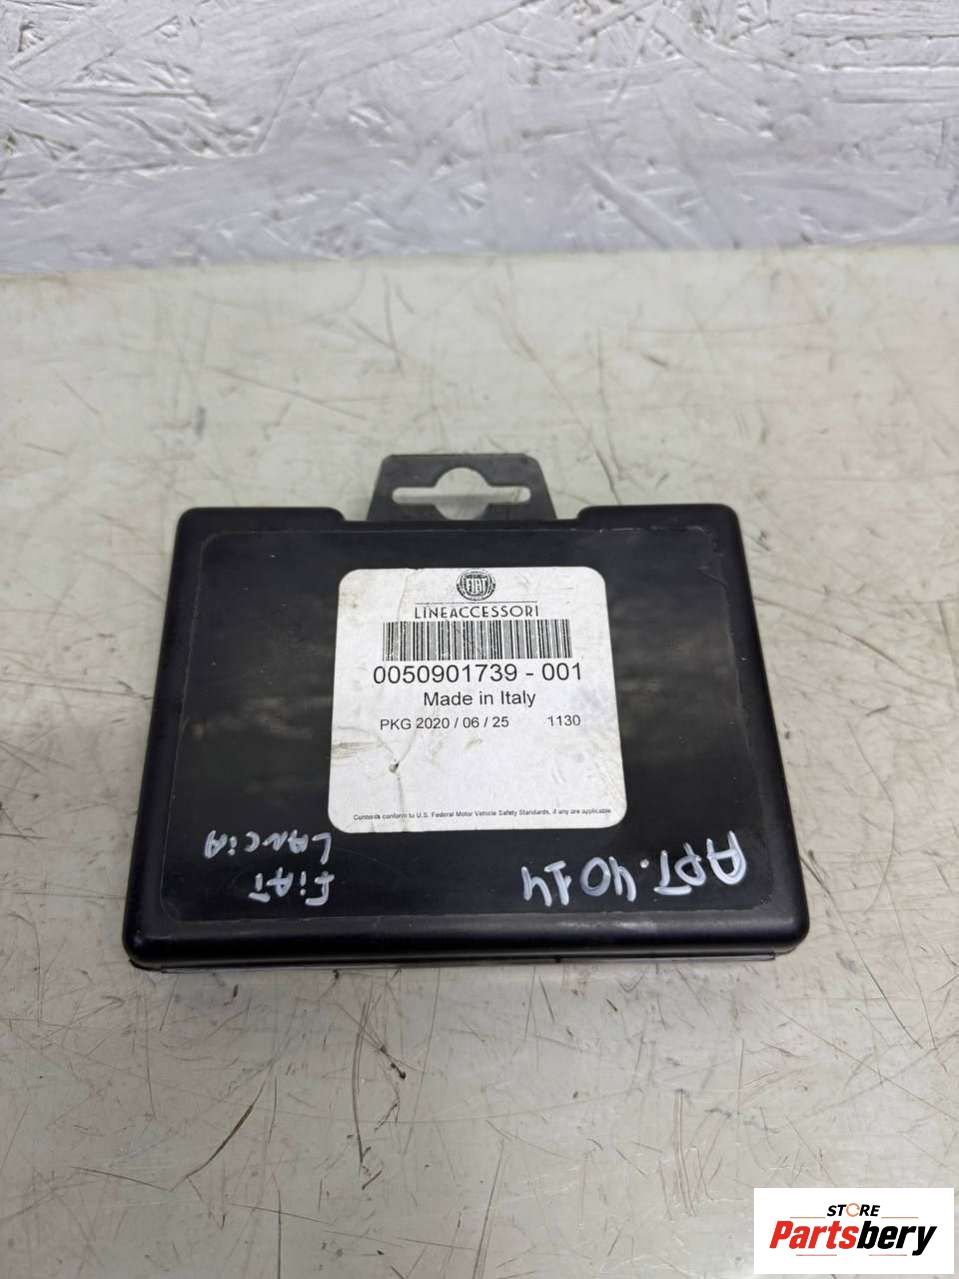 FIAT
LINEACCESSORI
0050901739 - 001
Made in Italy
PKG 2020 / 06 / 25 1130
Contents conform to U.S. Federal Motor Vehicle Safety Standards, if any are applicable
LANCiA
FiAT
APT.4014
STORE
Partsbery